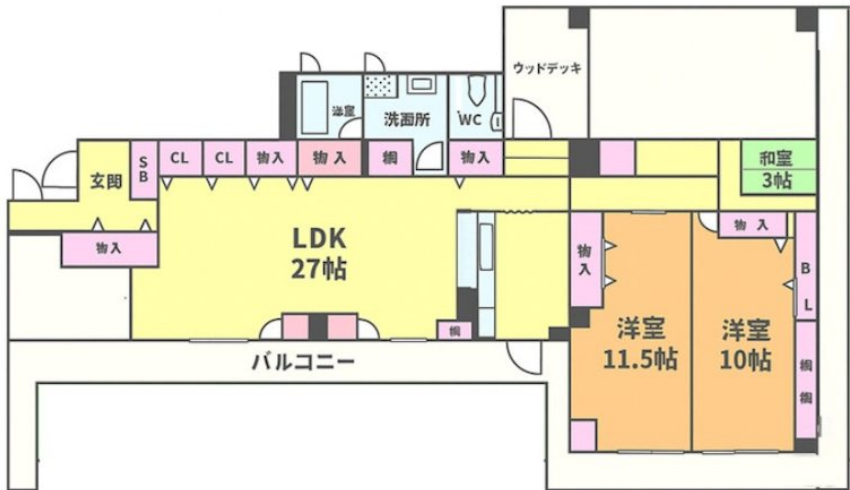 ウッドデッキ
浴室
洗面所
WC
玄関
SB
CL
CL
物入
物入
棚
物入
和室
3帖
物入
LDK
27帖
物入
物入
BL
洋室
11.5帖
洋室
10帖
棚
棚
棚
バルコニー